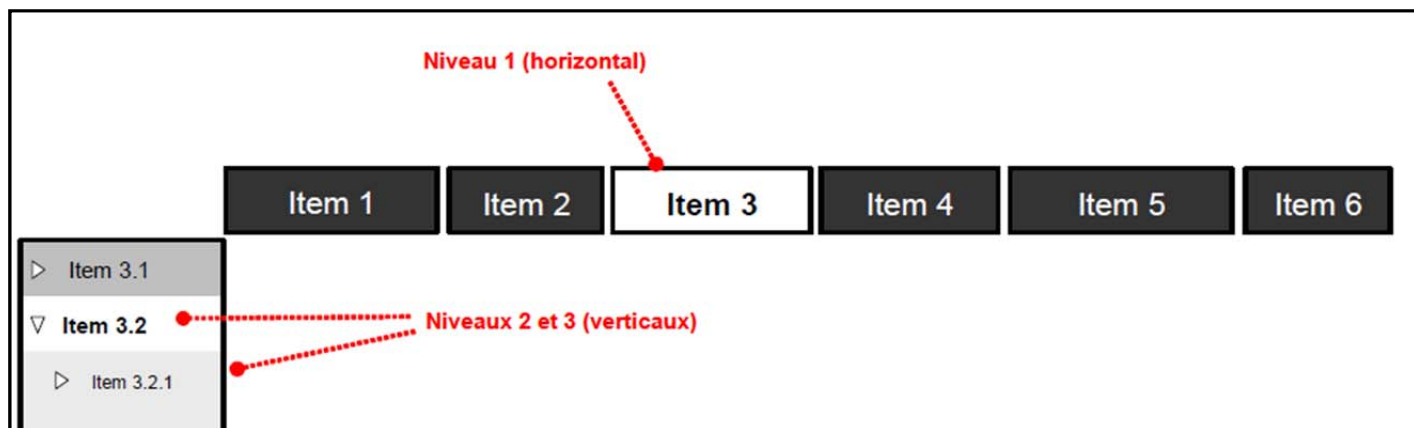 Niveau 1 (horizontal)
Item 1 Item 2 Item 3 Item 4 Item 5 Item 6
Item 3.1
Item 3.2
Niveaux 2 et 3 (verticaux)
Item 3.2.1